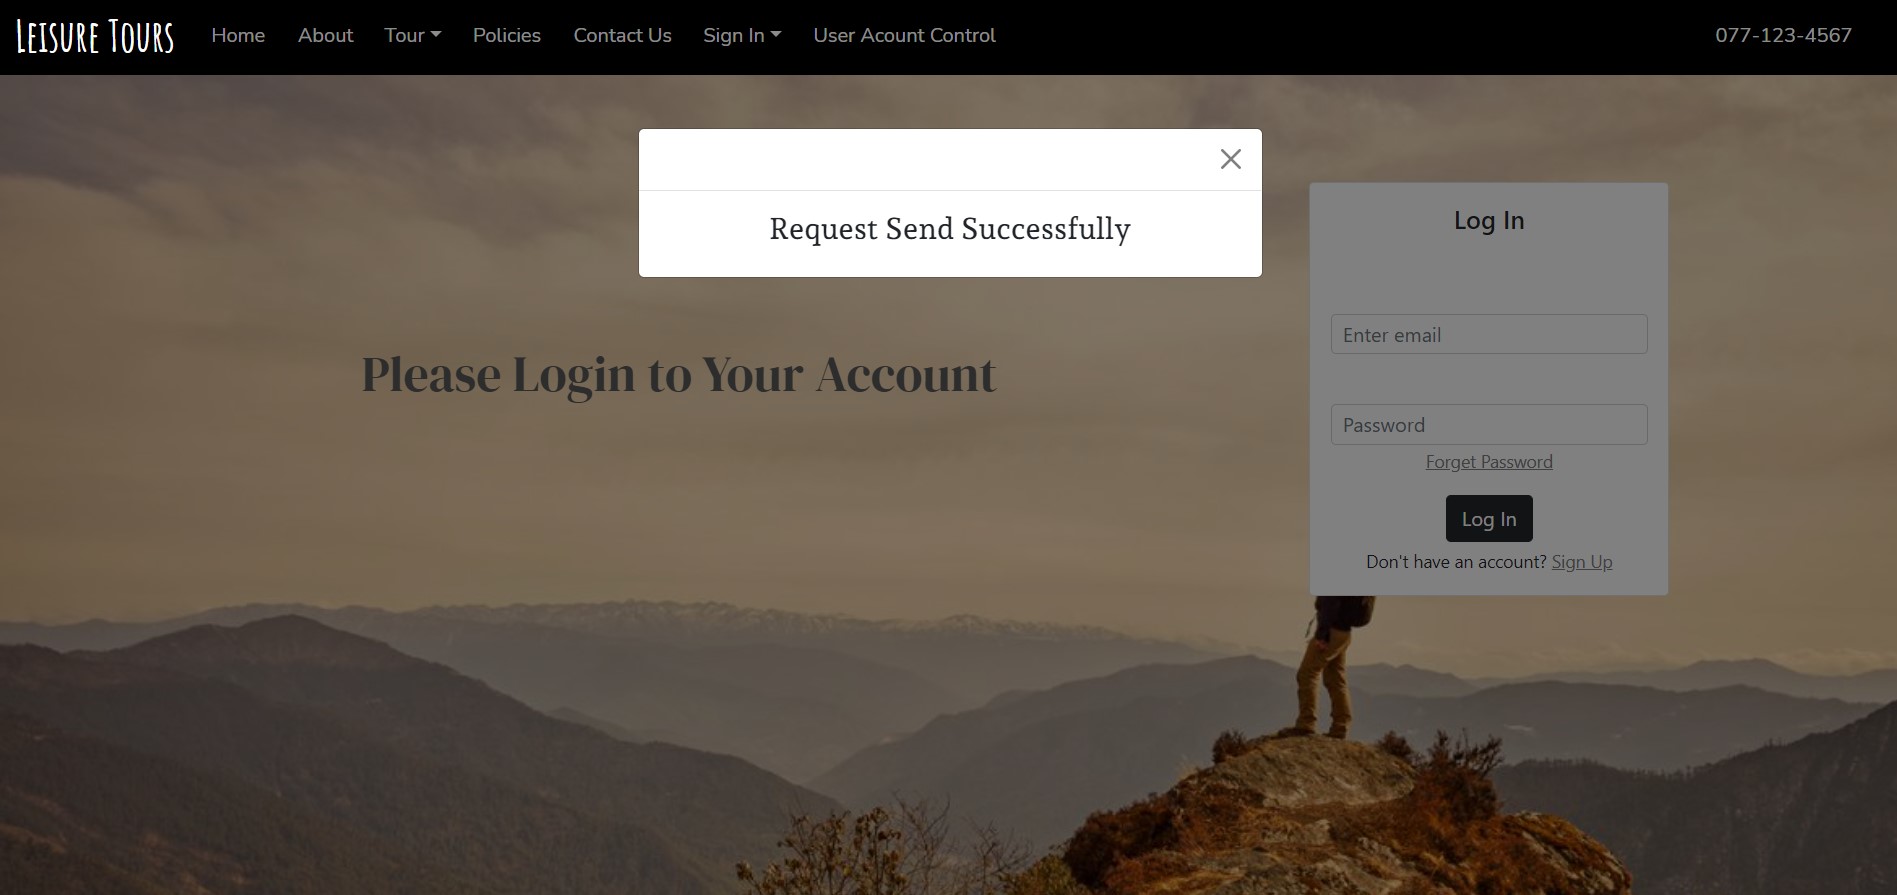 Leisure Tours Home About Tour Policies Contact Us Sign In User Acount Control 077-123-4567
Request Send Successfully
Please Login to Your Account
Log In
Enter email
Password
Forget Password
Log In
Don't have an account? Sign Up